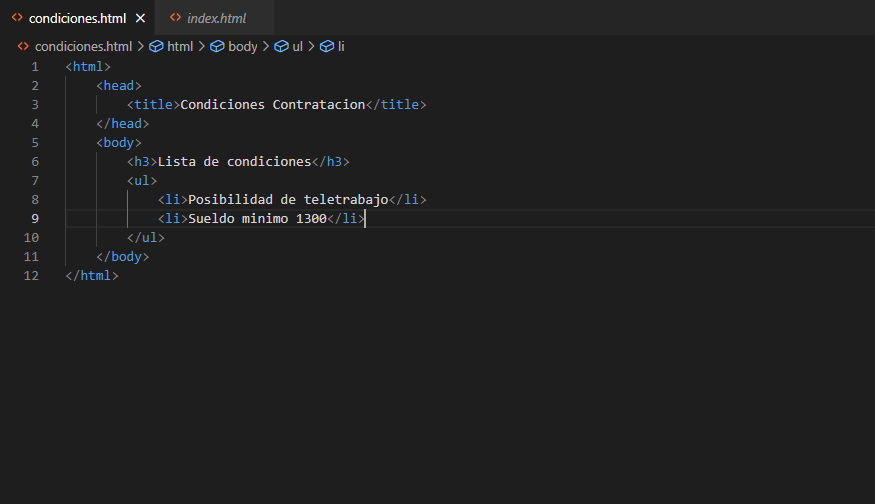 condiciones.html index.html
condiciones.html > html > body > ul > li
1 <html>
2     <head>
3         <title>Condiciones Contratacion</title>
4     </head>
5     <body>
6         <h3>Lista de condiciones</h3>
7         <ul>
8             <li>Posibilidad de teletrabajo</li>
9             <li>Sueldo minimo 1300</li>
10         </ul>
11     </body>
12 </html>